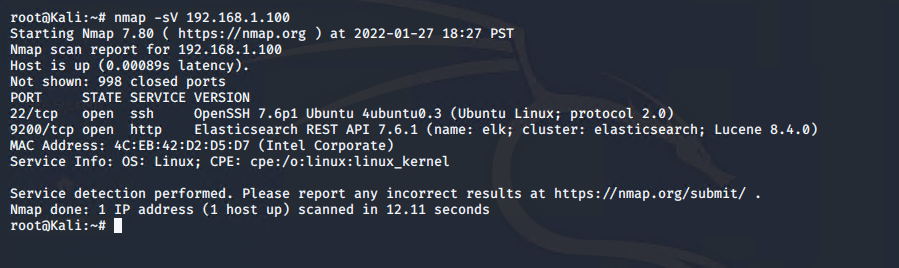 root@Kali:~# nmap -sV 192.168.1.100
Starting Nmap 7.80 ( https://nmap.org ) at 2022-01-27 18:27 PST
Nmap scan report for 192.168.1.100
Host is up (0.00089s latency).
Not shown: 998 closed ports
PORT     STATE SERVICE VERSION
22/tcp   open  ssh     OpenSSH 7.6p1 Ubuntu 4ubuntu0.3 (Ubuntu Linux; protocol 2.0)
9200/tcp open  http    Elasticsearch REST API 7.6.1 (name: elk; cluster: elasticsearch; Lucene 8.4.0)
MAC Address: 4C:EB:42:D2:D5:D7 (Intel Corporate)
Service Info: OS: Linux; CPE: cpe:/o:linux:linux_kernel
Service detection performed. Please report any incorrect results at https://nmap.org/submit/ .
Nmap done: 1 IP address (1 host up) scanned in 12.11 seconds
root@Kali:~#